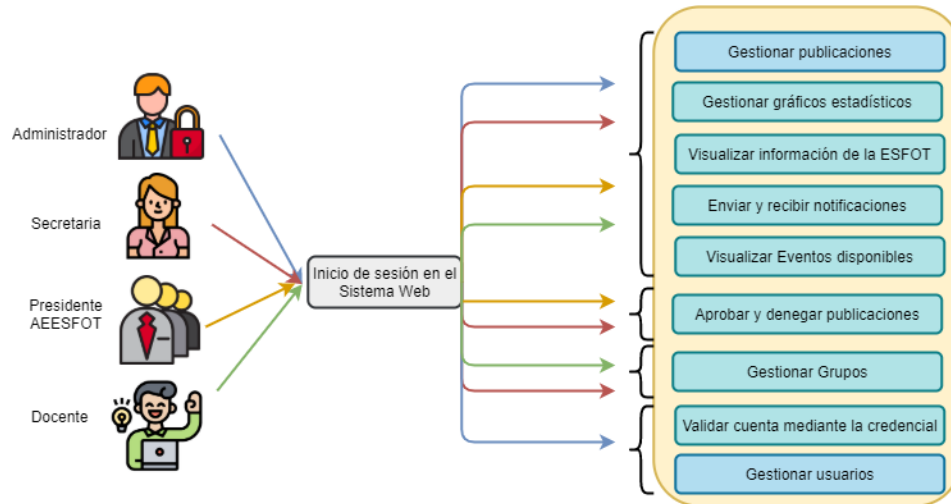 Administrador
Secretaria
Presidente
AEESFOT
Docente
Inicio de sesión en el
Sistema Web
Gestionar publicaciones
Gestionar gráficos estadísticos
Visualizar información de la ESFOT
Enviar y recibir notificaciones
Visualizar Eventos disponibles
Aprobar y denegar publicaciones
Gestionar Grupos
Validar cuenta mediante la credencial
Gestionar usuarios